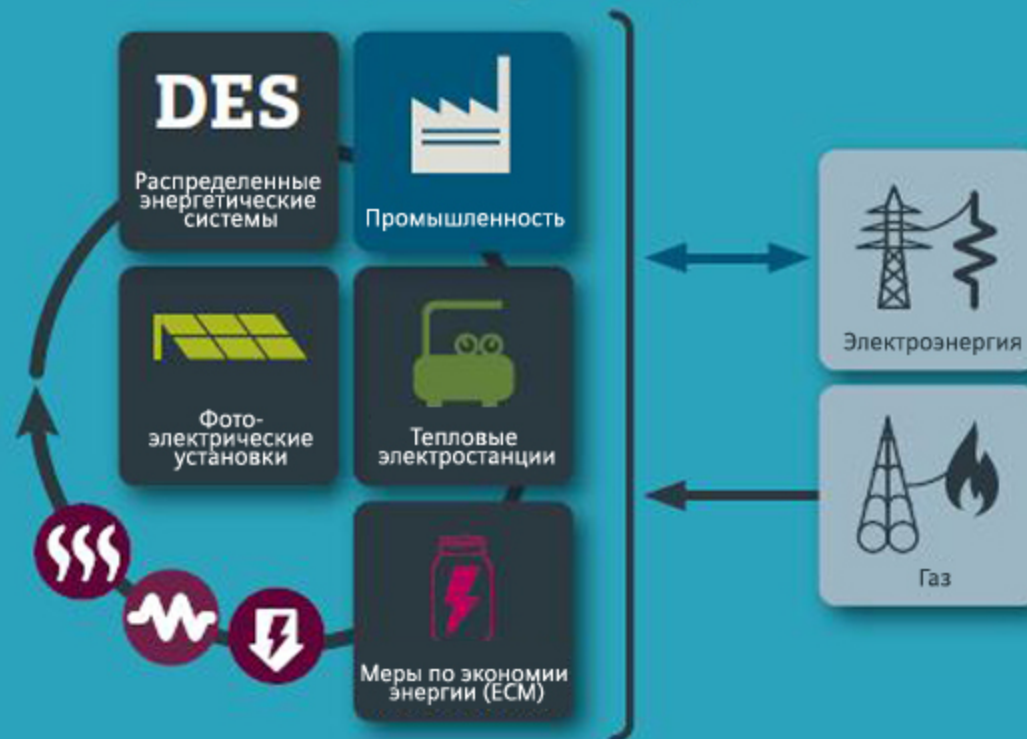 DES
Распределенные
энергетические
системы
Промышленность
Фото-
электрические
установки
Тепловые
электростанции
Меры по экономии
энергии (ECM)
Электроэнергия
Газ